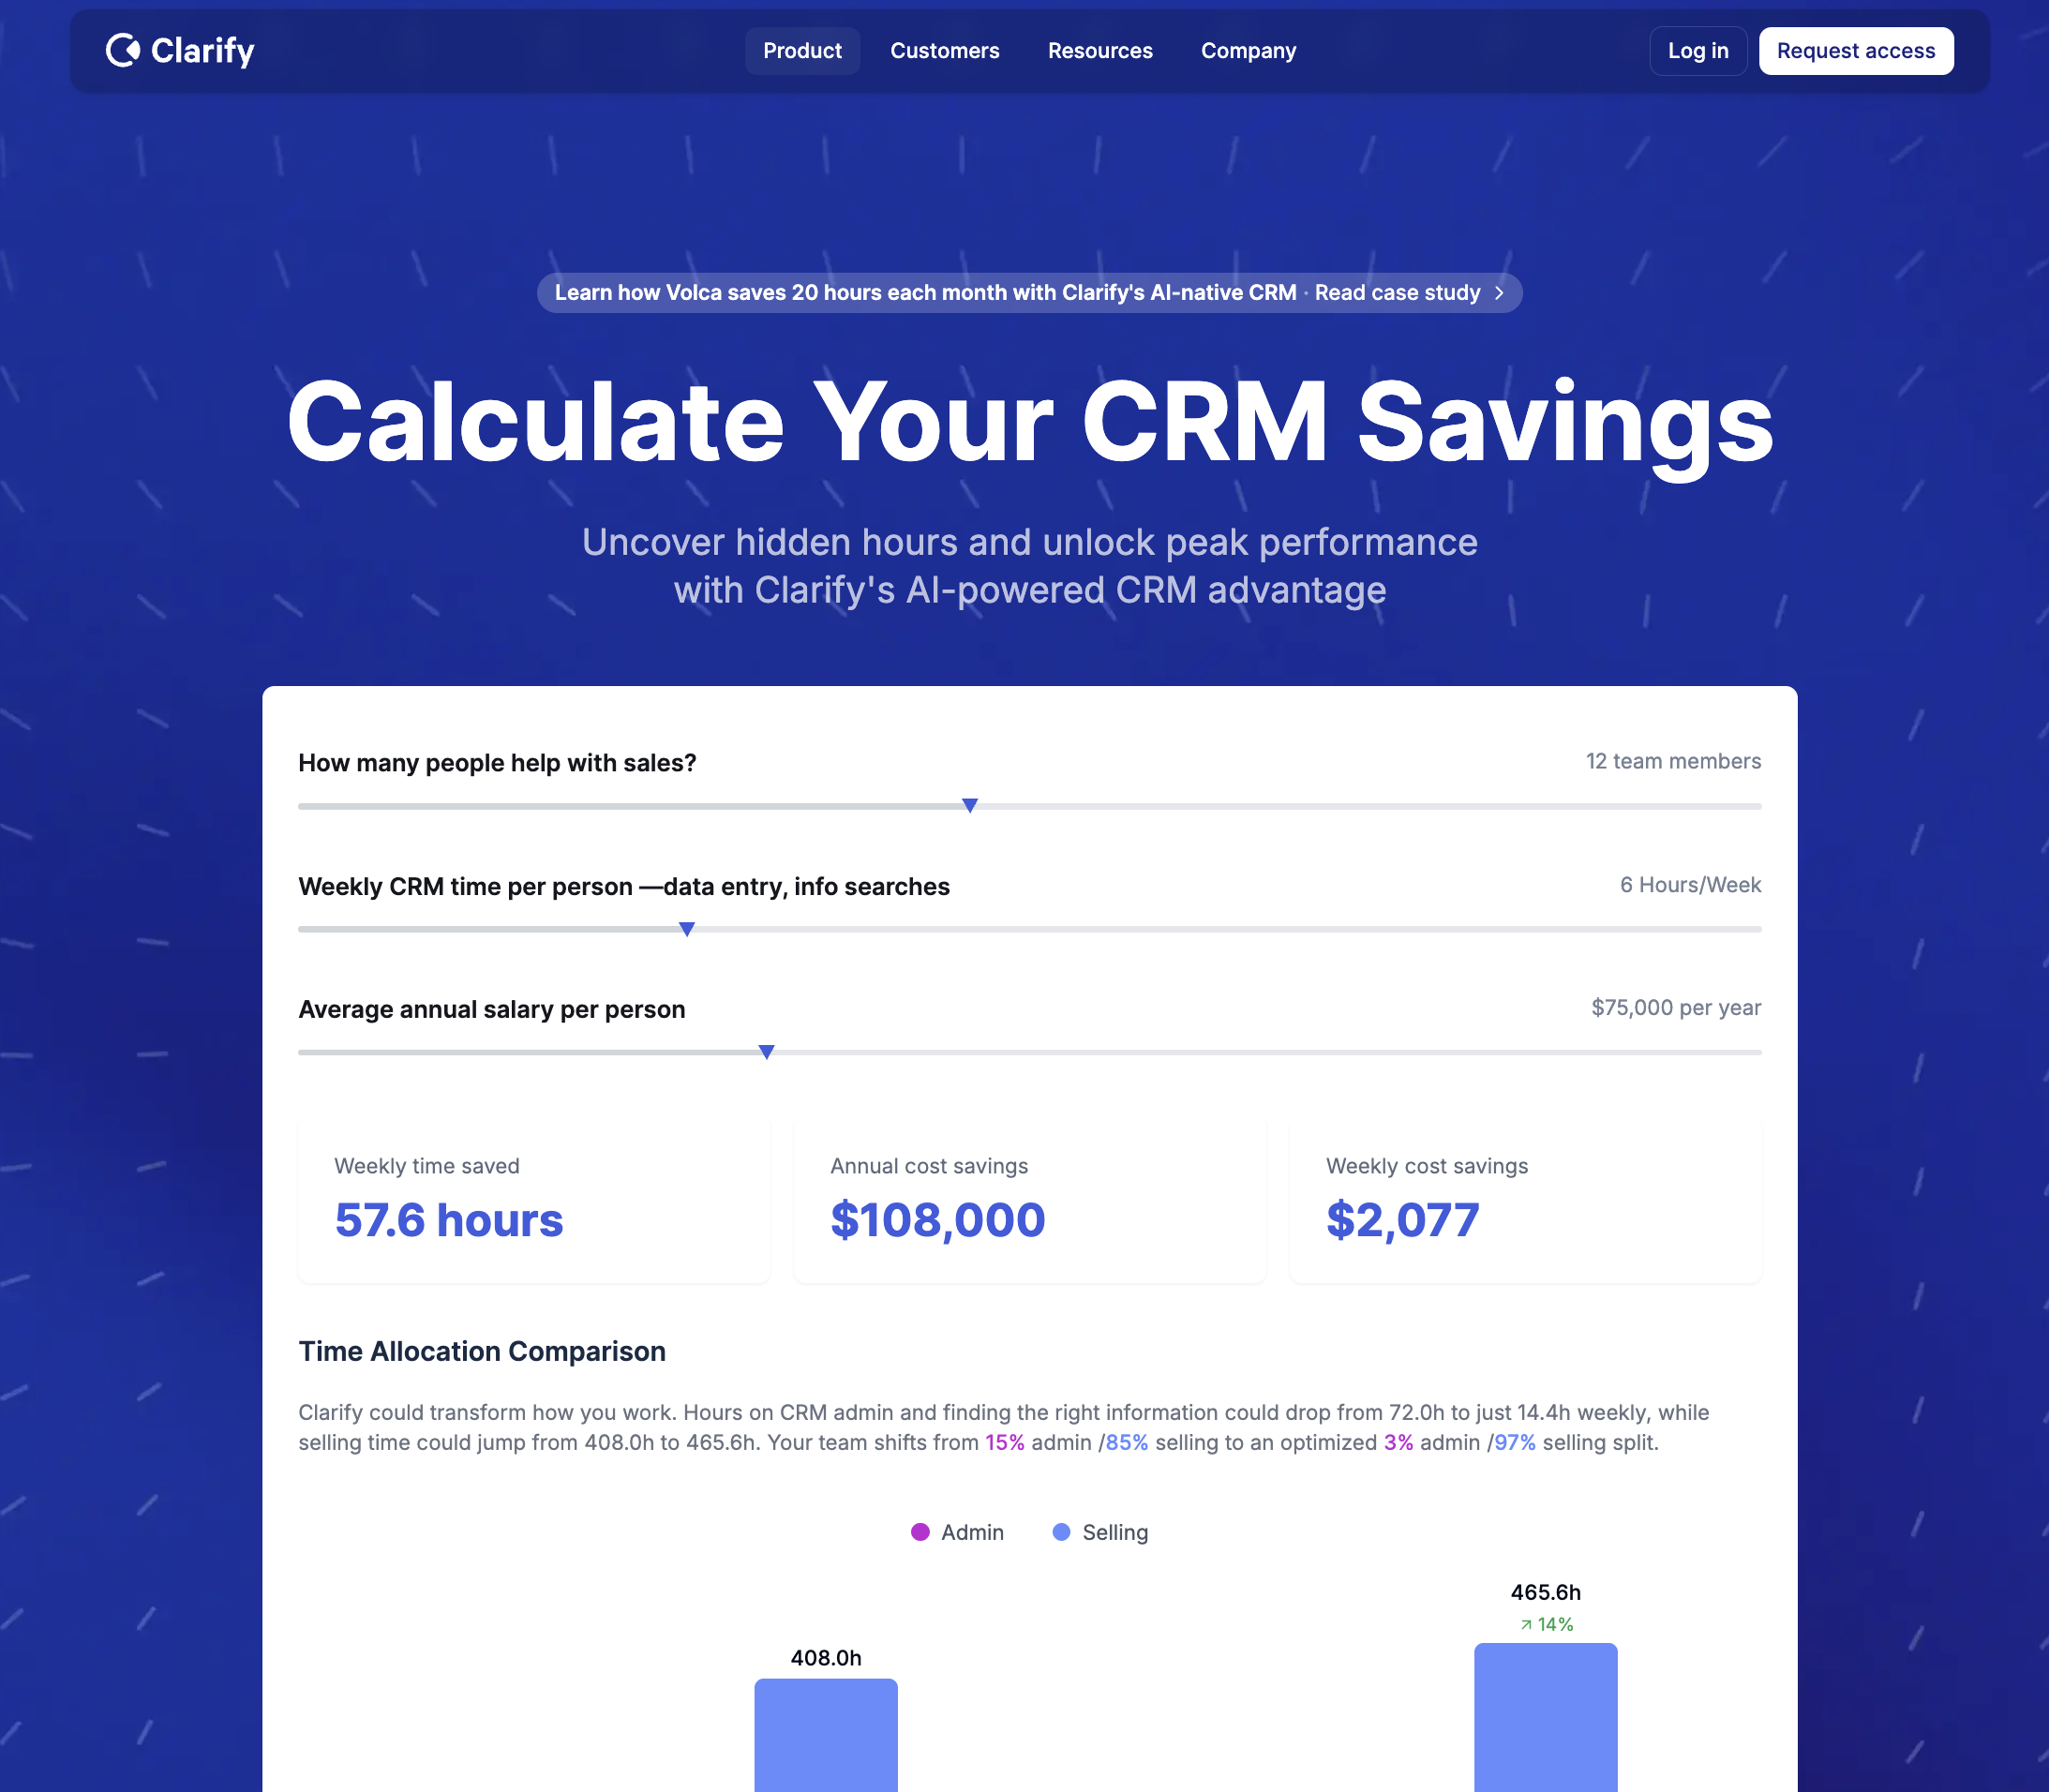 Clarify
Product
Customers
Resources
Company
Log in
Request access
Learn how Volca saves 20 hours each month with Clarify's AI-native CRM · Read case study
Calculate Your CRM Savings
Uncover hidden hours and unlock peak performance
with Clarify's AI-powered CRM advantage
How many people help with sales?
12 team members
Weekly CRM time per person —data entry, info searches
6 Hours/Week
Average annual salary per person
$75,000 per year
Weekly time saved
57.6 hours
Annual cost savings
$108,000
Weekly cost savings
$2,077
Time Allocation Comparison
Clarify could transform how you work. Hours on CRM admin and finding the right information could drop from 72.0h to just 14.4h weekly, while
selling time could jump from 408.0h to 465.6h. Your team shifts from 15% admin /85% selling to an optimized 3% admin /97% selling split.
Admin
Selling
408.0h
465.6h
14%